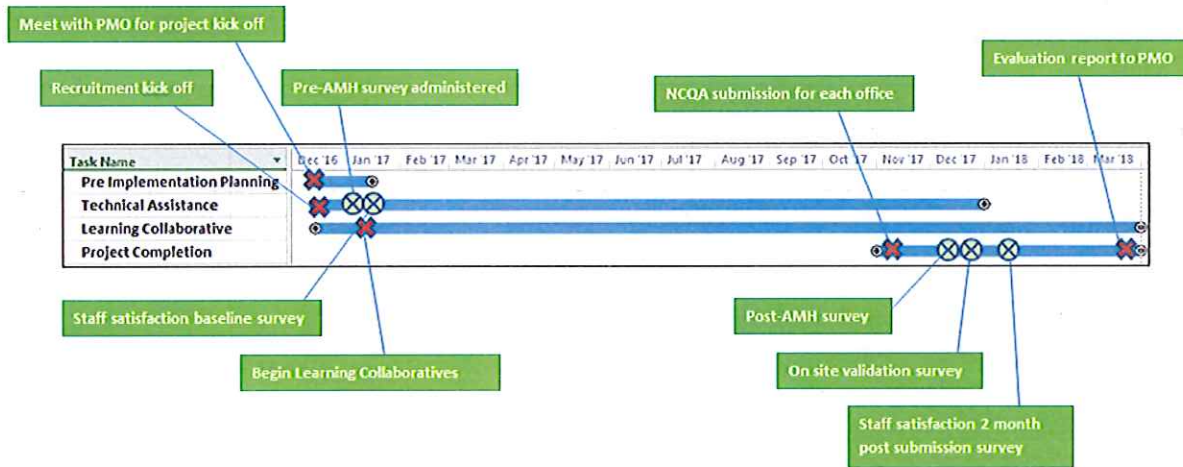 Meet with PMO for project kick off
Evaluation report to PMO
Recruitment kick off
Pre-AMH survey administered
NCQA submission for each office
Task Name
Dec '16 Jan '17 Feb '17 Mar '17 Apr '17 May '17 Jun '17 Jul '17 Aug '17 Sep '17 Oct '17 Nov '17 Dec '17 Jan '18 Feb '18 Mar '18
Pre Implementation Planning
Technical Assistance
Learning Collaborative
Project Completion
Staff satisfaction baseline survey
Post-AMH survey
Begin Learning Collaboratives
On site validation survey
Staff satisfaction 2 month
post submission survey